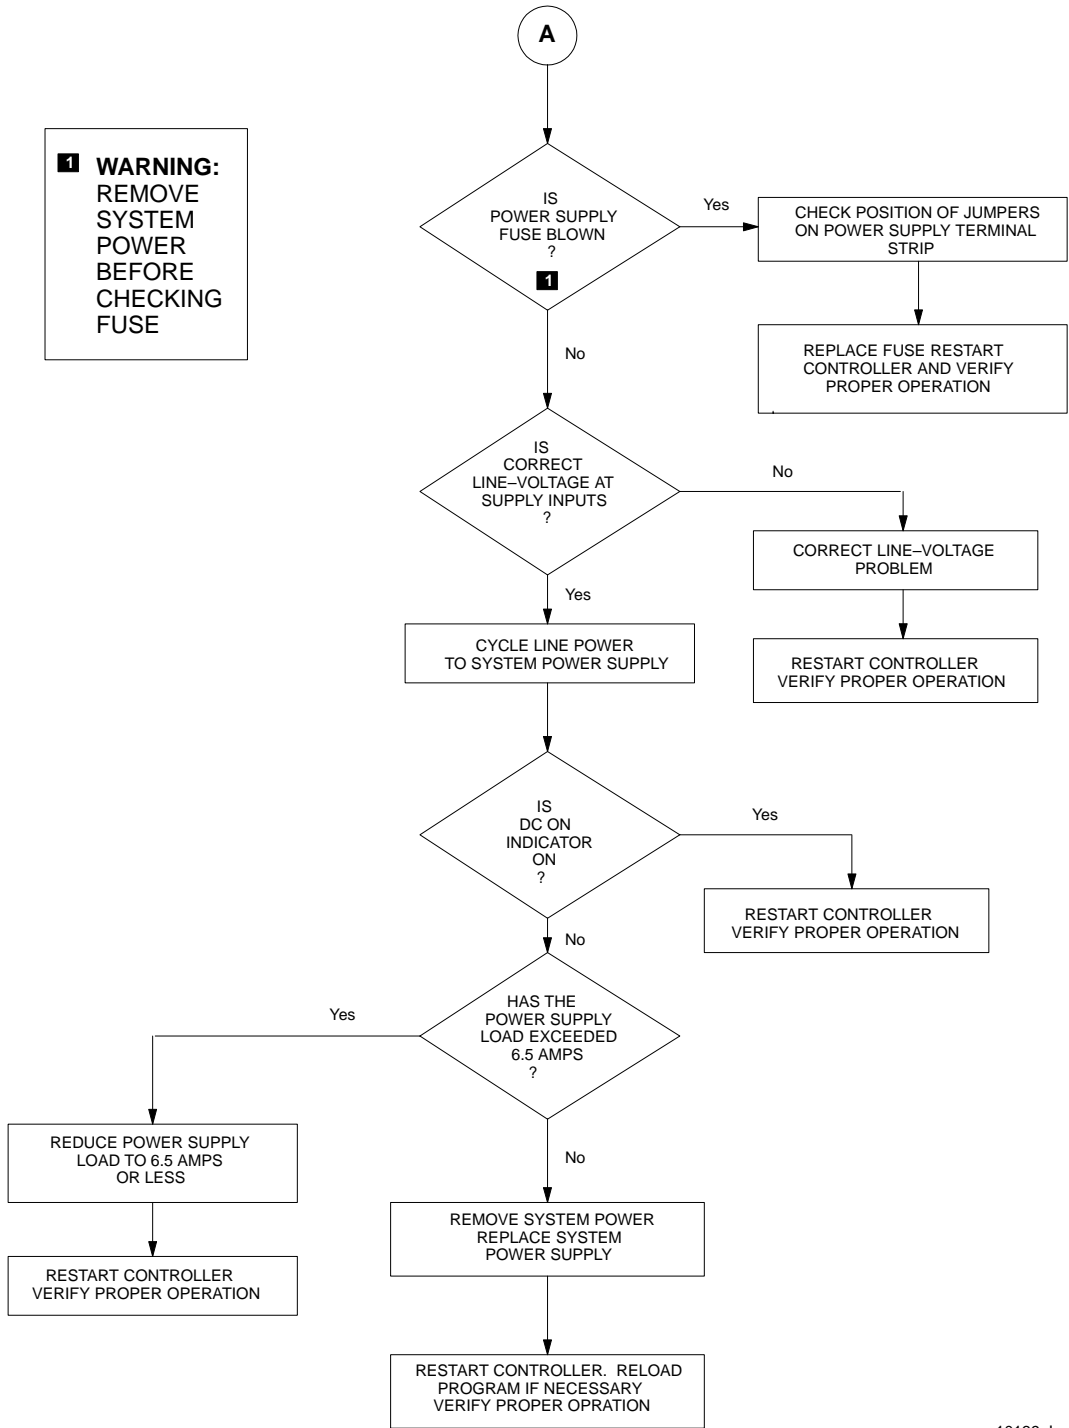 A
1 WARNING:
REMOVE
SYSTEM
POWER
BEFORE
CHECKING
FUSE
IS
POWER SUPPLY
FUSE BLOWN
?
1
Yes
CHECK POSITION OF JUMPERS
ON POWER SUPPLY TERMINAL
STRIP
REPLACE FUSE RESTART
CONTROLLER AND VERIFY
PROPER OPERATION
No
IS
CORRECT
LINE–VOLTAGE AT
SUPPLY INPUTS
?
No
CORRECT LINE–VOLTAGE
PROBLEM
RESTART CONTROLLER
VERIFY PROPER OPERATION
Yes
CYCLE LINE POWER
TO SYSTEM POWER SUPPLY
IS
DC ON
INDICATOR
ON
?
Yes
RESTART CONTROLLER
VERIFY PROPER OPERATION
No
HAS THE
POWER SUPPLY
LOAD EXCEEDED
6.5 AMPS
?
Yes
REDUCE POWER SUPPLY
LOAD TO 6.5 AMPS
OR LESS
RESTART CONTROLLER
VERIFY PROPER OPERATION
No
REMOVE SYSTEM POWER
REPLACE SYSTEM
POWER SUPPLY
RESTART CONTROLLER. RELOAD
PROGRAM IF NECESSARY
VERIFY PROPER OPRATION